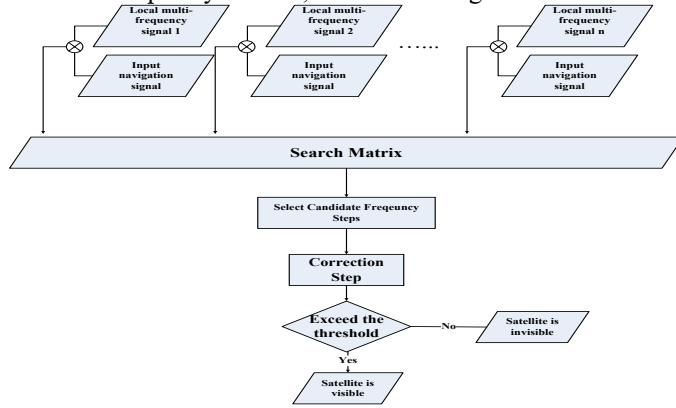 Local multi-
frequency
signal 1
Local multi-
frequency
signal 2
Local multi-
frequency
signal n
......
Input
navigation
signal
Input
navigation
signal
Input
navigation
signal
Search Matrix
Select Candidate Freqeuncy
Steps
Correction
Step
Exceed the
threshold
No
Satellite is
invisible
Yes
Satellite is
visible